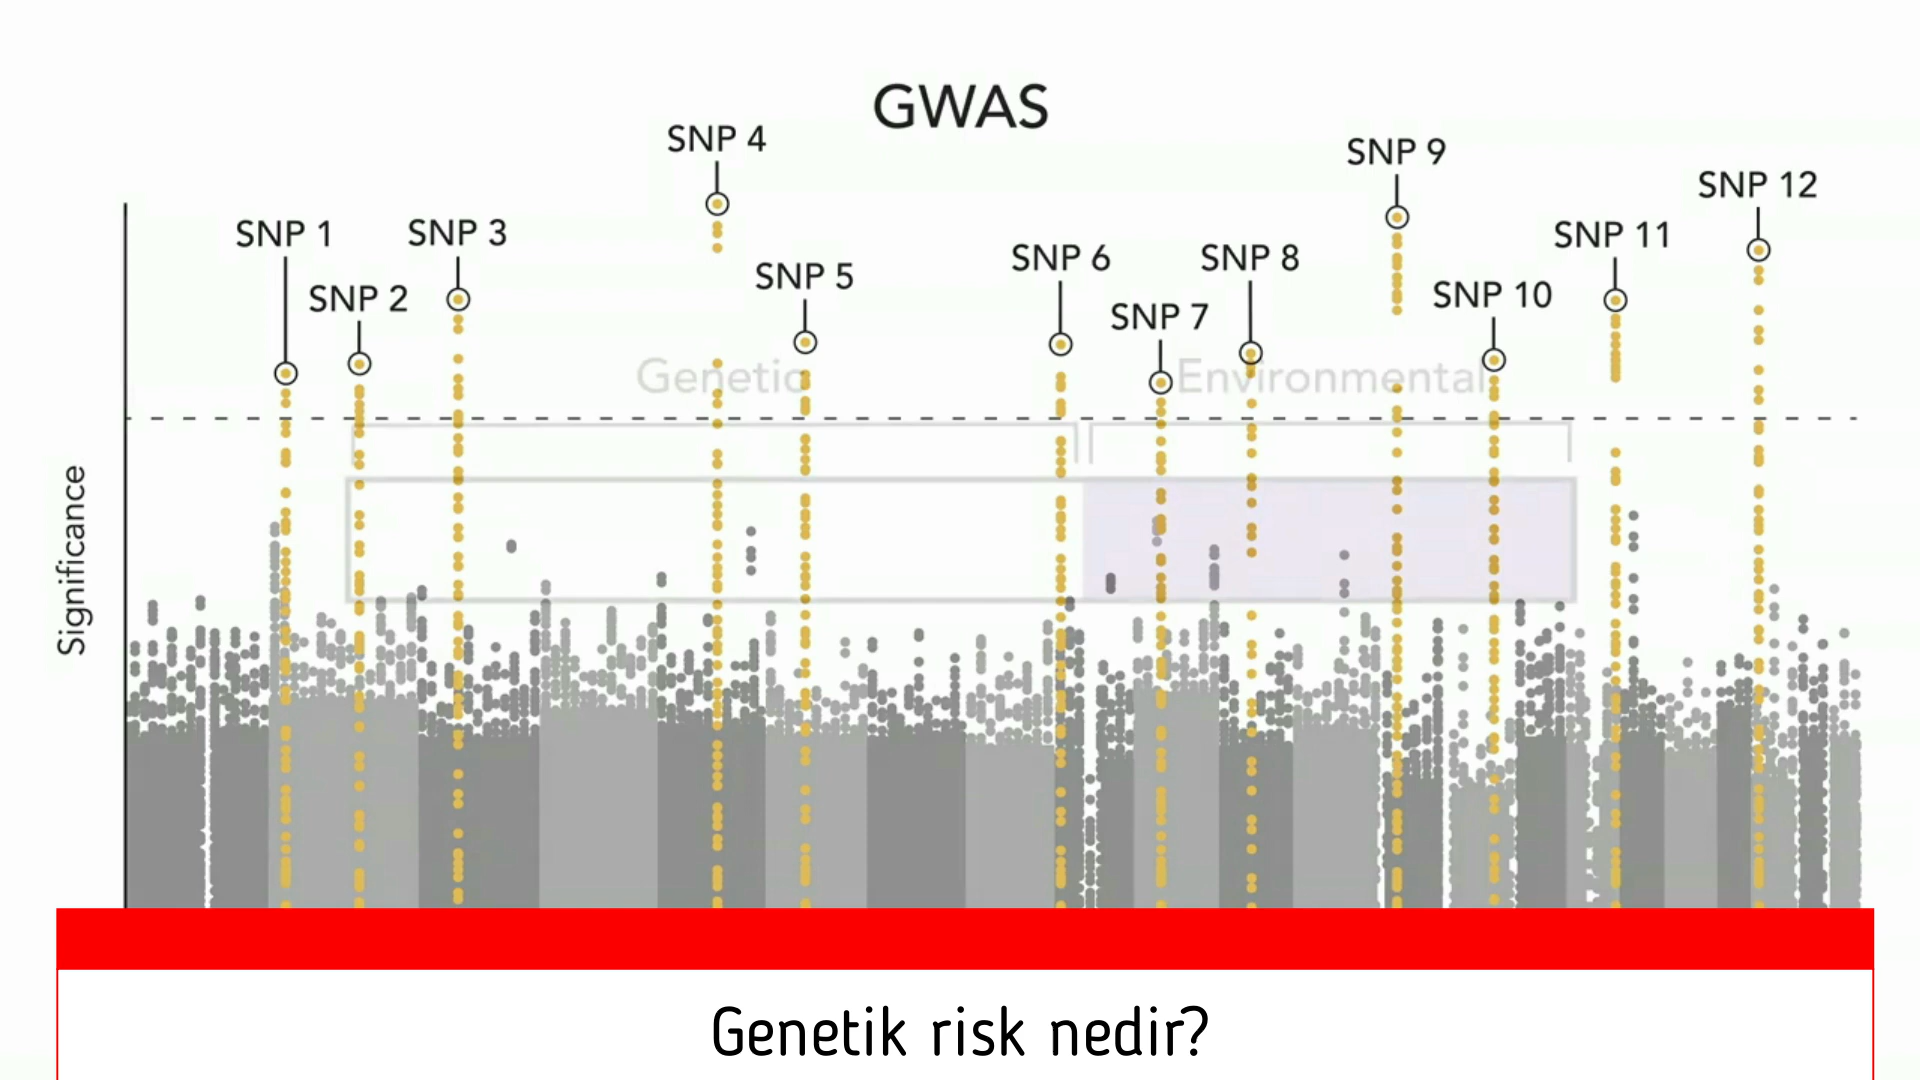 GWAS
SNP 4
SNP 9
SNP 12
SNP 1
SNP 3
SNP 11
SNP 6
SNP 8
SNP 5
SNP 2
SNP 10
SNP 7
Genetic
Environmental
Significance
Genetik risk nedir?